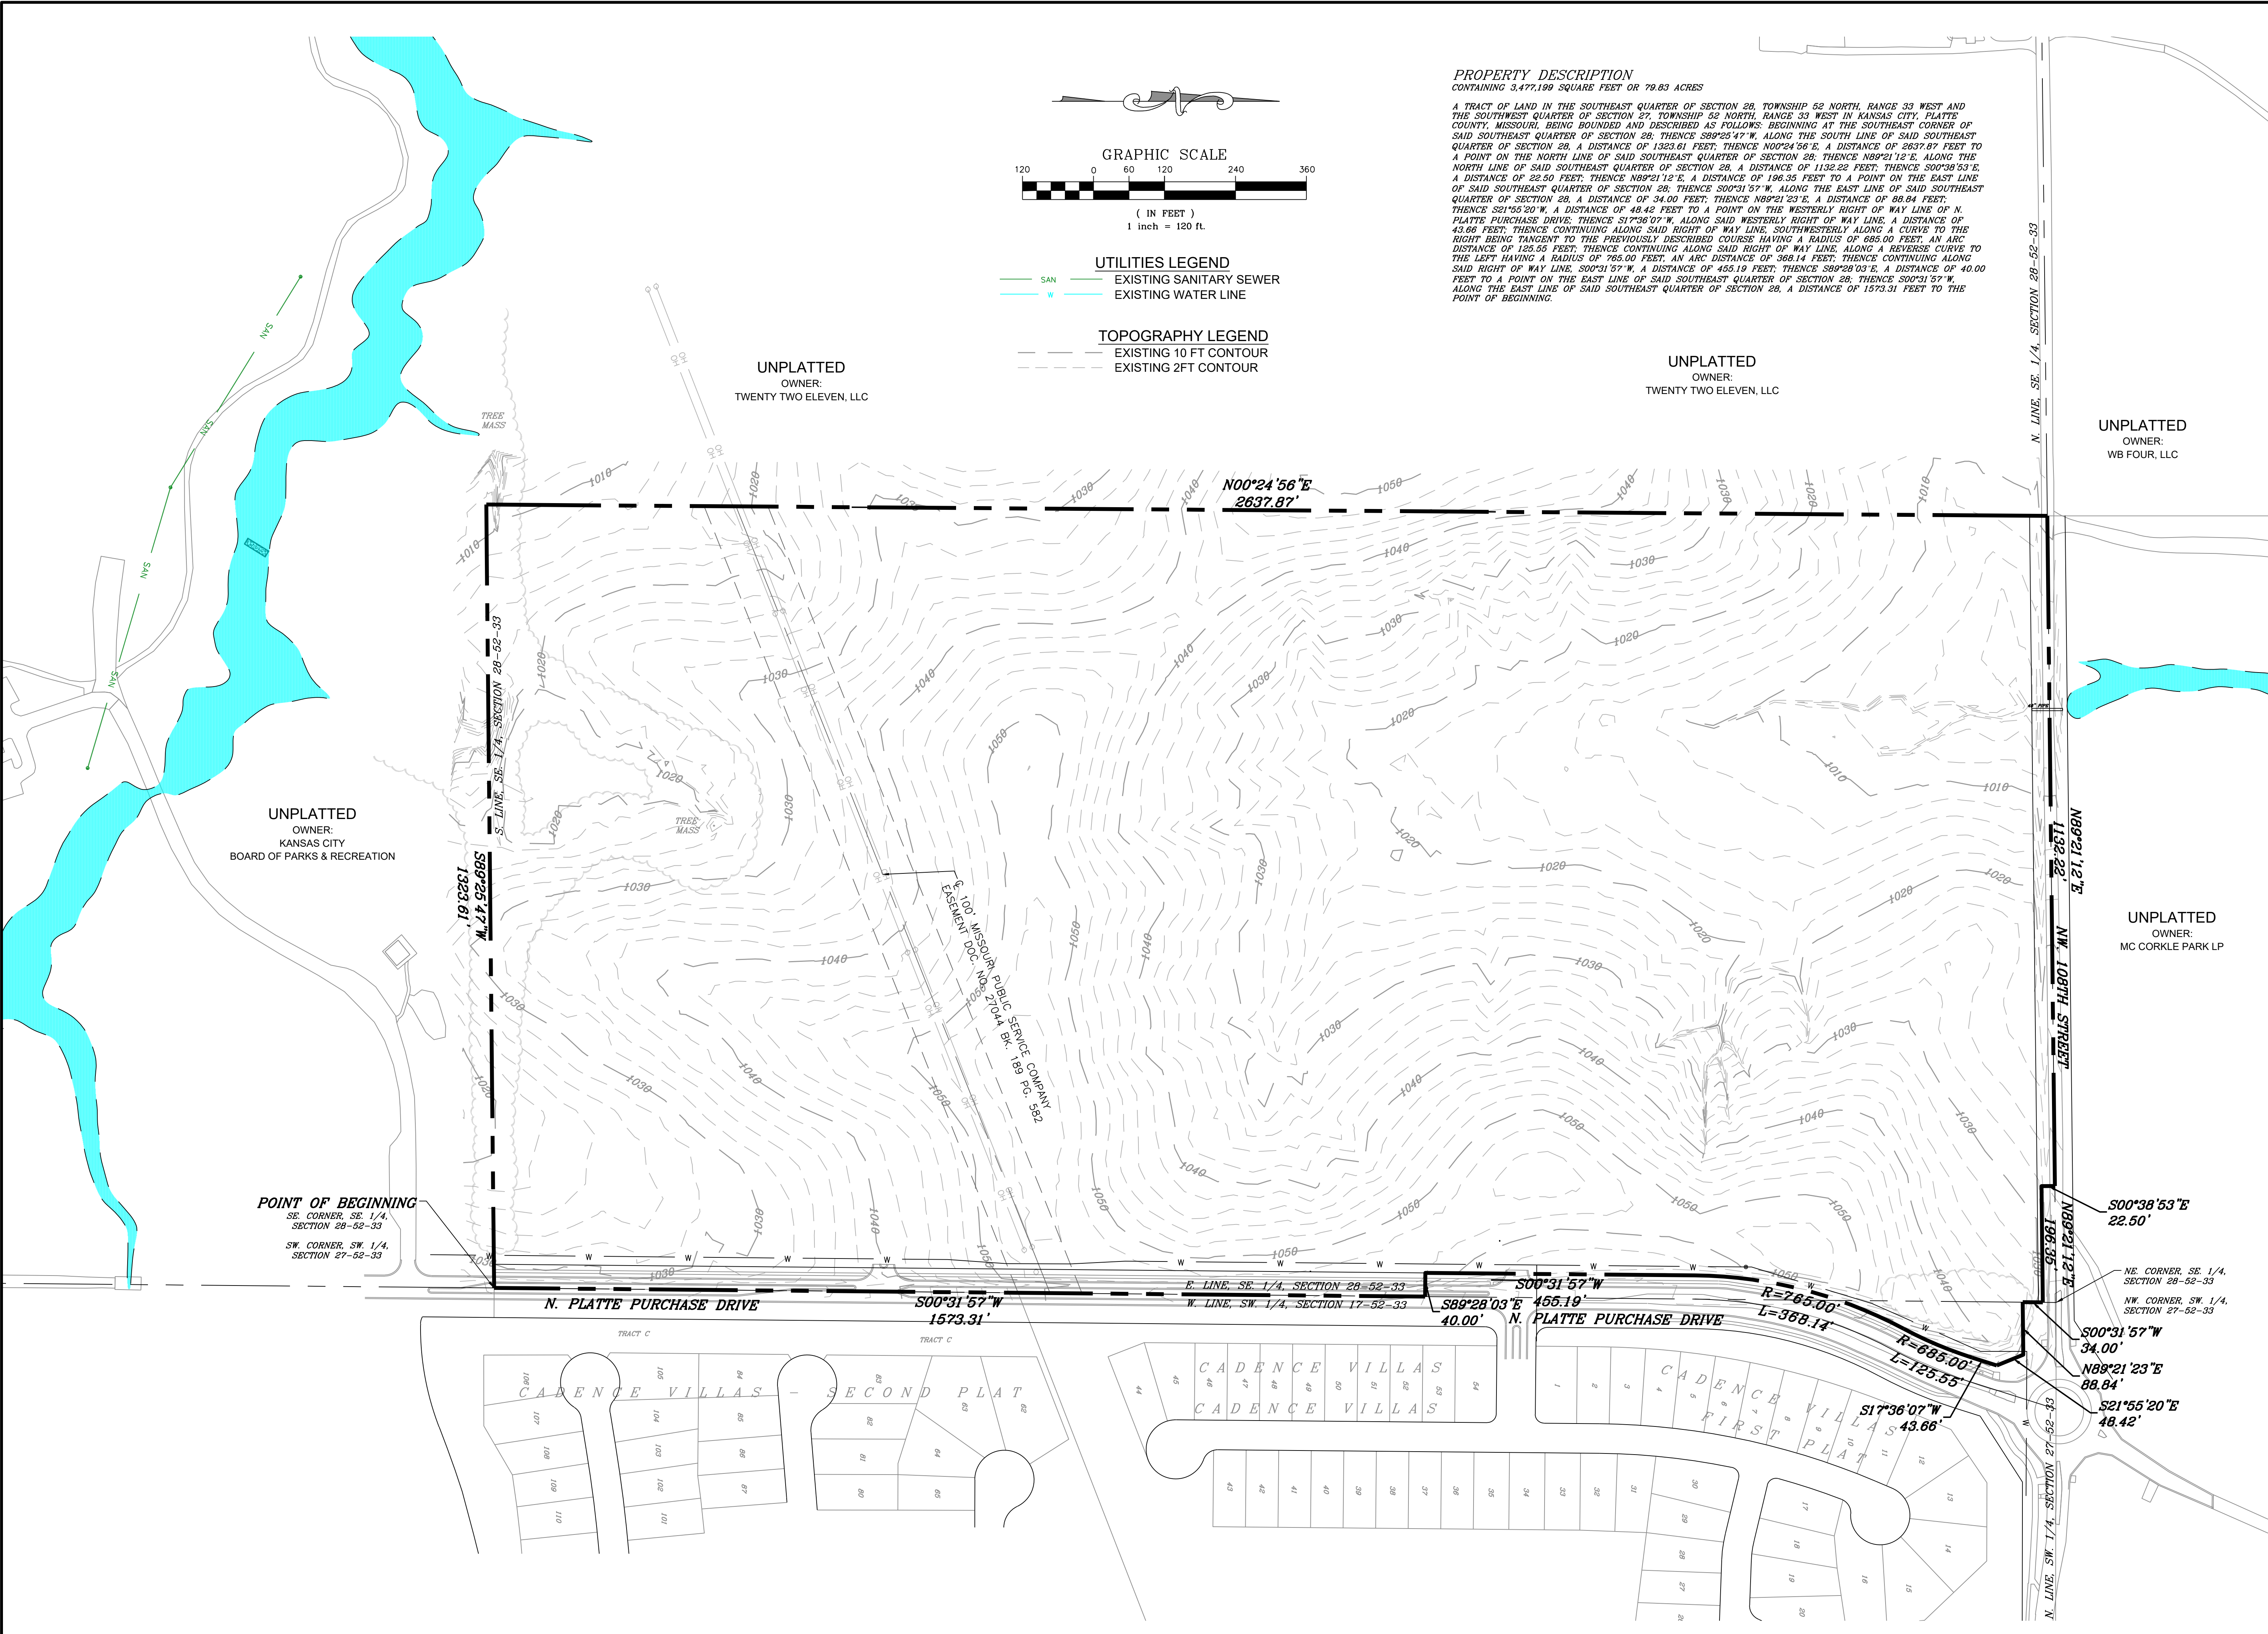 PROPERTY DESCRIPTION
CONTAINING 3,477,199 SQUARE FEET OR 79.83 ACRES
A TRACT OF LAND IN THE SOUTHEAST QUARTER OF SECTION 28, TOWNSHIP 52 NORTH, RANGE 33 WEST AND
THE SOUTHWEST QUARTER OF SECTION 27, TOWNSHIP 52 NORTH, RANGE 33 WEST IN KANSAS CITY, PLATTE
COUNTY, MISSOURI, BEING BOUNDED AND DESCRIBED AS FOLLOWS: BEGINNING AT THE SOUTHEAST CORNER OF
SAID SOUTHEAST QUARTER OF SECTION 28; THENCE S89°25'47"W, ALONG THE SOUTH LINE OF SAID SOUTHEAST
QUARTER OF SECTION 28, A DISTANCE OF 1323.61 FEET; THENCE N00°24'56"E, A DISTANCE OF 2637.87 FEET TO
A POINT ON THE NORTH LINE OF SAID SOUTHEAST QUARTER OF SECTION 28; THENCE N89°21'12"E, ALONG THE
NORTH LINE OF SAID SOUTHEAST QUARTER OF SECTION 28, A DISTANCE OF 1132.22 FEET; THENCE S00°38'53"E,
A DISTANCE OF 22.50 FEET; THENCE N89°21'12"E, A DISTANCE OF 196.35 FEET TO A POINT ON THE EAST LINE
OF SAID SOUTHEAST QUARTER OF SECTION 28; THENCE S00°31'57"W, ALONG THE EAST LINE OF SAID SOUTHEAST
QUARTER OF SECTION 28, A DISTANCE OF 34.00 FEET; THENCE N89°21'23"E, A DISTANCE OF 88.84 FEET;
THENCE S21°55'20"W, A DISTANCE OF 48.42 FEET TO A POINT ON THE WESTERLY RIGHT OF WAY LINE OF N.
PLATTE PURCHASE DRIVE; THENCE S17°36'07"W, ALONG SAID WESTERLY RIGHT OF WAY LINE, A DISTANCE OF
43.66 FEET; THENCE CONTINUING ALONG SAID RIGHT OF WAY LINE, SOUTHWESTERLY ALONG A CURVE TO THE
RIGHT BEING TANGENT TO THE PREVIOUSLY DESCRIBED COURSE HAVING A RADIUS OF 685.00 FEET, AN ARC
DISTANCE OF 125.55 FEET; THENCE CONTINUING ALONG SAID RIGHT OF WAY LINE, ALONG A REVERSE CURVE TO
THE LEFT HAVING A RADIUS OF 765.00 FEET, AN ARC DISTANCE OF 368.14 FEET; THENCE CONTINUING ALONG
SAID RIGHT OF WAY LINE, S00°31'57"W, A DISTANCE OF 455.19 FEET; THENCE S89°28'03"E, A DISTANCE OF 40.00
FEET TO A POINT ON THE EAST LINE OF SAID SOUTHEAST QUARTER OF SECTION 28; THENCE S00°31'57"W,
ALONG THE EAST LINE OF SAID SOUTHEAST QUARTER OF SECTION 28, A DISTANCE OF 1573.31 FEET TO THE
POINT OF BEGINNING.
GRAPHIC SCALE
120 0 60 120 240 360
( IN FEET )
1 inch = 120 ft.
UTILITIES LEGEND
SAN EXISTING SANITARY SEWER
W EXISTING WATER LINE
TOPOGRAPHY LEGEND
EXISTING 10 FT CONTOUR
EXISTING 2FT CONTOUR
UNPLATTED
OWNER:
TWENTY TWO ELEVEN, LLC
UNPLATTED
OWNER:
TWENTY TWO ELEVEN, LLC
UNPLATTED
OWNER:
WB FOUR, LLC
UNPLATTED
OWNER:
KANSAS CITY
BOARD OF PARKS & RECREATION
UNPLATTED
OWNER:
MC CORKLE PARK LP
TREE
MASS
TREE
MASS
N. LINE, SE. 1/4, SECTION 28-52-33
S. LINE, SE. 1/4, SECTION 28-52-33
N00°24'56"E
2637.87'
S89°25'47"W
1323.61'
N89°21'12"E
1132.22'
NW. 108TH STREET
℄ 100' MISSOURI PUBLIC SERVICE COMPANY
EASEMENT DOC. NO. 27044 BK. 189 PG. 582
POINT OF BEGINNING
SE. CORNER, SE. 1/4,
SECTION 28-52-33
SW. CORNER, SW. 1/4,
SECTION 27-52-33
S00°38'53"E
22.50'
N89°21'12"E
196.35'
NE. CORNER, SE. 1/4,
SECTION 28-52-33
NW. CORNER, SW. 1/4,
SECTION 27-52-33
S00°31'57"W
34.00'
N89°21'23"E
88.84'
S21°55'20"E
48.42'
S17°36'07"W
43.66'
R=685.00'
L=125.55'
R=765.00'
L=368.14'
S00°31'57"W
455.19'
S89°28'03"E
40.00'
E. LINE, SE. 1/4, SECTION 28-52-33
W. LINE, SW. 1/4, SECTION 17-52-33
N. PLATTE PURCHASE DRIVE
S00°31'57"W
1573.31'
N. PLATTE PURCHASE DRIVE
TRACT C
TRACT C
CADENCE VILLAS - SECOND PLAT
CADENCE VILLAS
CADENCE VILLAS
CADENCE VILLAS
FIRST PLAT
N. LINE, SW. 1/4, SECTION 27-52-33